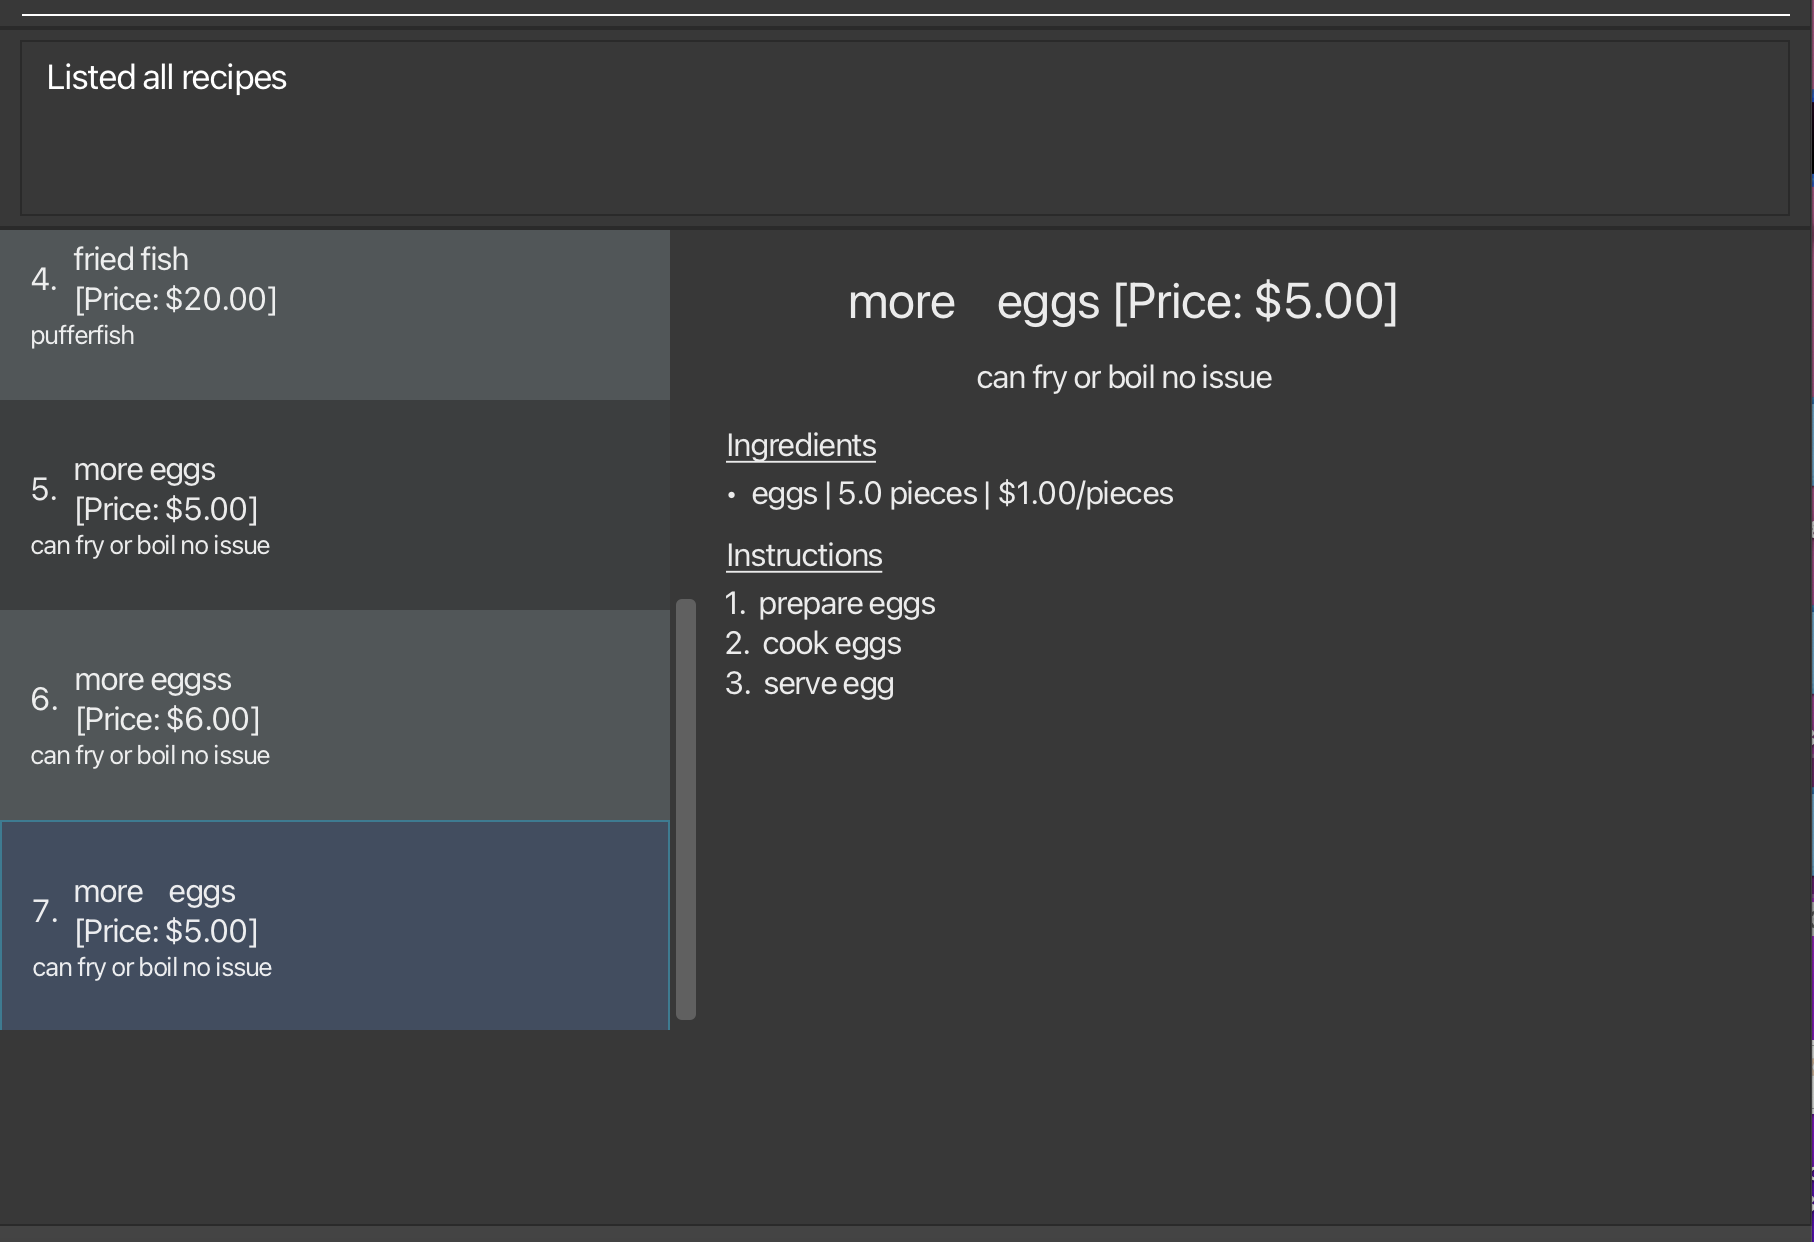 Listed all recipes
4. fried fish
[Price: $20.00]
pufferfish
5. more eggs
[Price: $5.00]
can fry or boil no issue
6. more eggss
[Price: $6.00]
can fry or boil no issue
7. more    eggs
[Price: $5.00]
can fry or boil no issue
more    eggs [Price: $5.00]
can fry or boil no issue
Ingredients
• eggs | 5.0 pieces | $1.00/pieces
Instructions
1. prepare eggs
2. cook eggs
3. serve egg